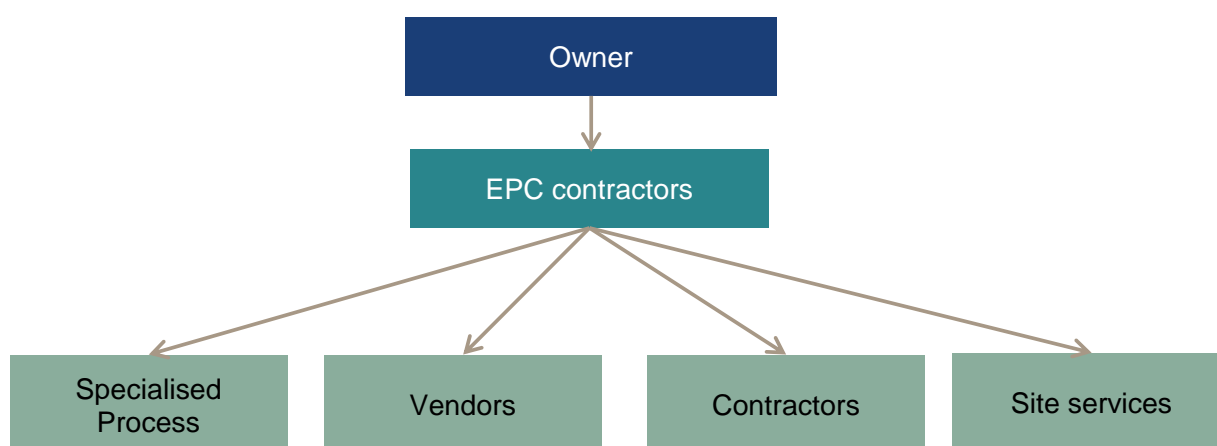 Owner
EPC contractors
Specialised
Process
Vendors
Contractors
Site services